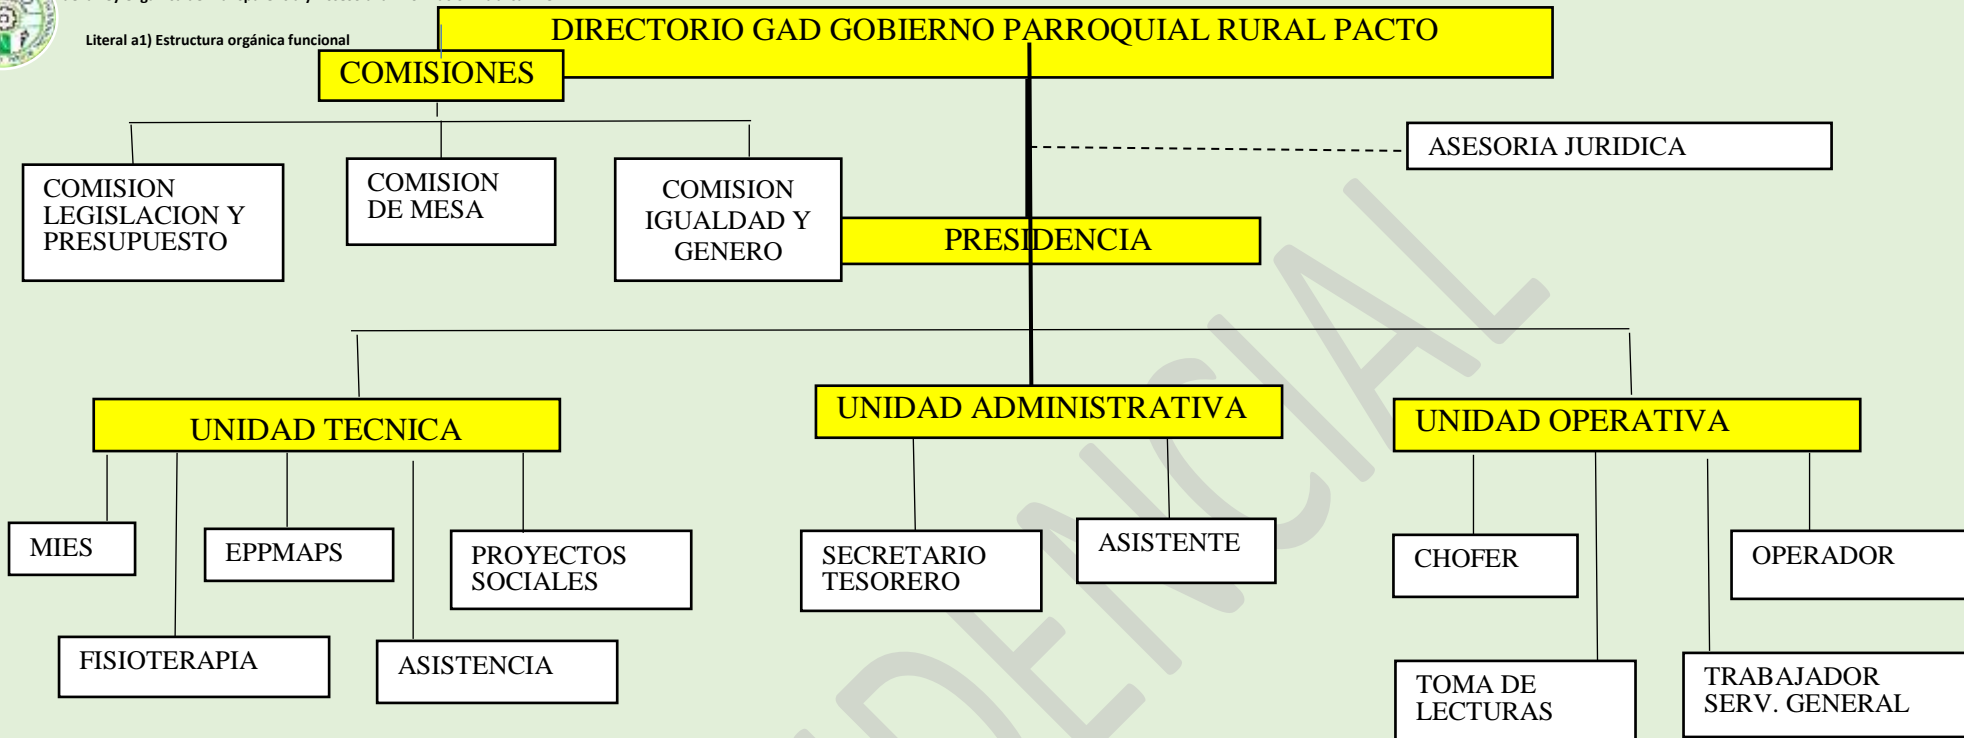 Literal a1) Estructura orgánica funcional
DIRECTORIO GAD GOBIERNO PARROQUIAL RURAL PACTO
COMISIONES
ASESORIA JURIDICA
COMISION
LEGISLACION Y
PRESUPUESTO
COMISION
DE MESA
COMISION
IGUALDAD Y
GENERO
PRESIDENCIA
UNIDAD TECNICA
UNIDAD ADMINISTRATIVA
UNIDAD OPERATIVA
MIES
EPPMAPS
PROYECTOS
SOCIALES
SECRETARIO
TESORERO
ASISTENTE
CHOFER
OPERADOR
FISIOTERAPIA
ASISTENCIA
TOMA DE
LECTURAS
TRABAJADOR
SERV. GENERAL
DENCIAL